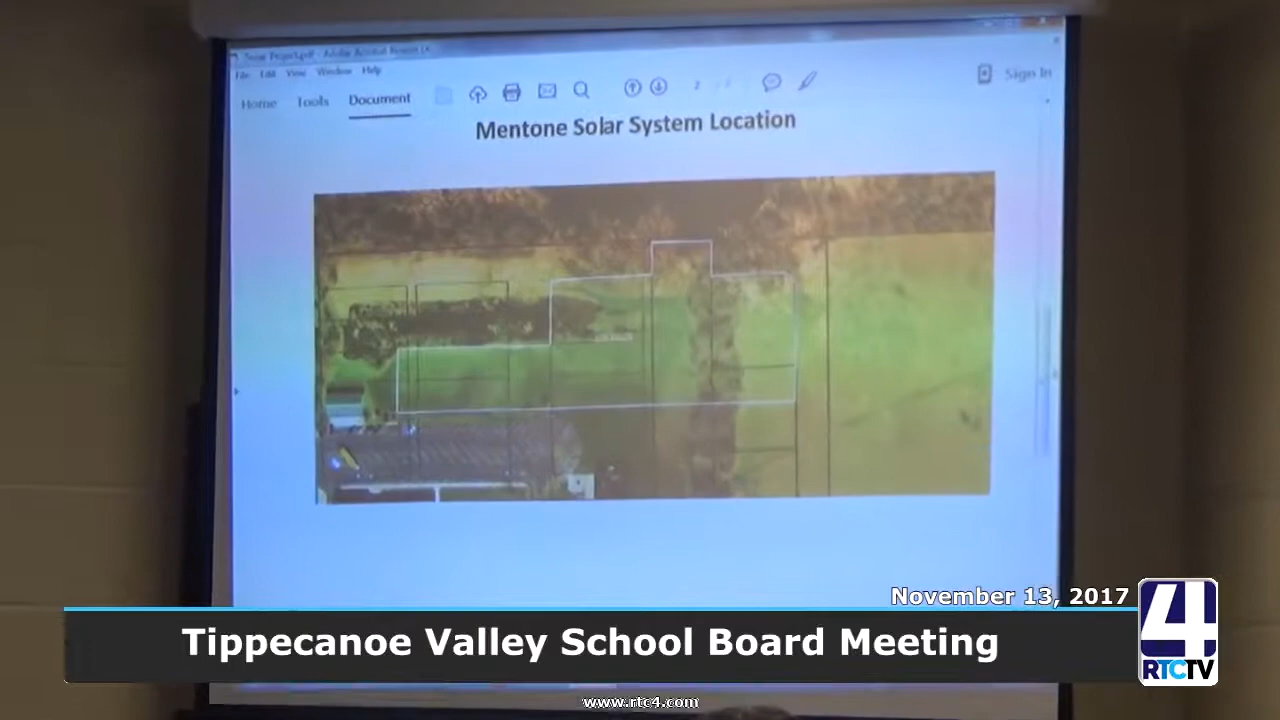 File Edit View Window Help
Home Tools Document
2
Sign In
Mentone Solar System Location
November 13, 2017
Tippecanoe Valley School Board Meeting
4
RTCTV
www.rtc4.com